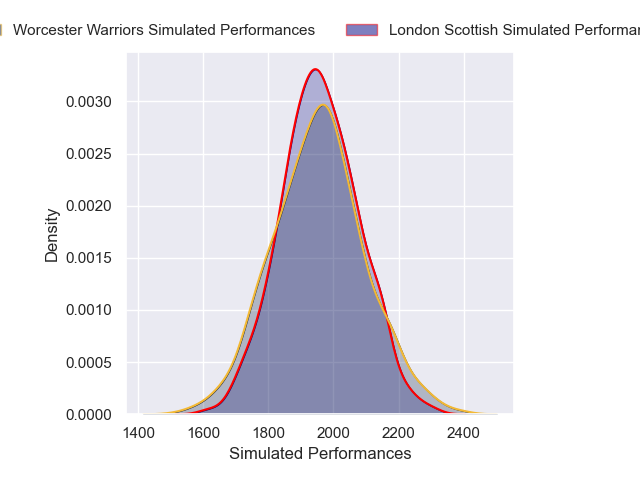 Worcester Warriors Simulated Performances
London Scottish Simulated
0.0030
0.0025
0.0020
0.0015
0.0010
0.0005
0.0000
Density
1400 1600 1800 2000 2200 2400
Simulated Performances